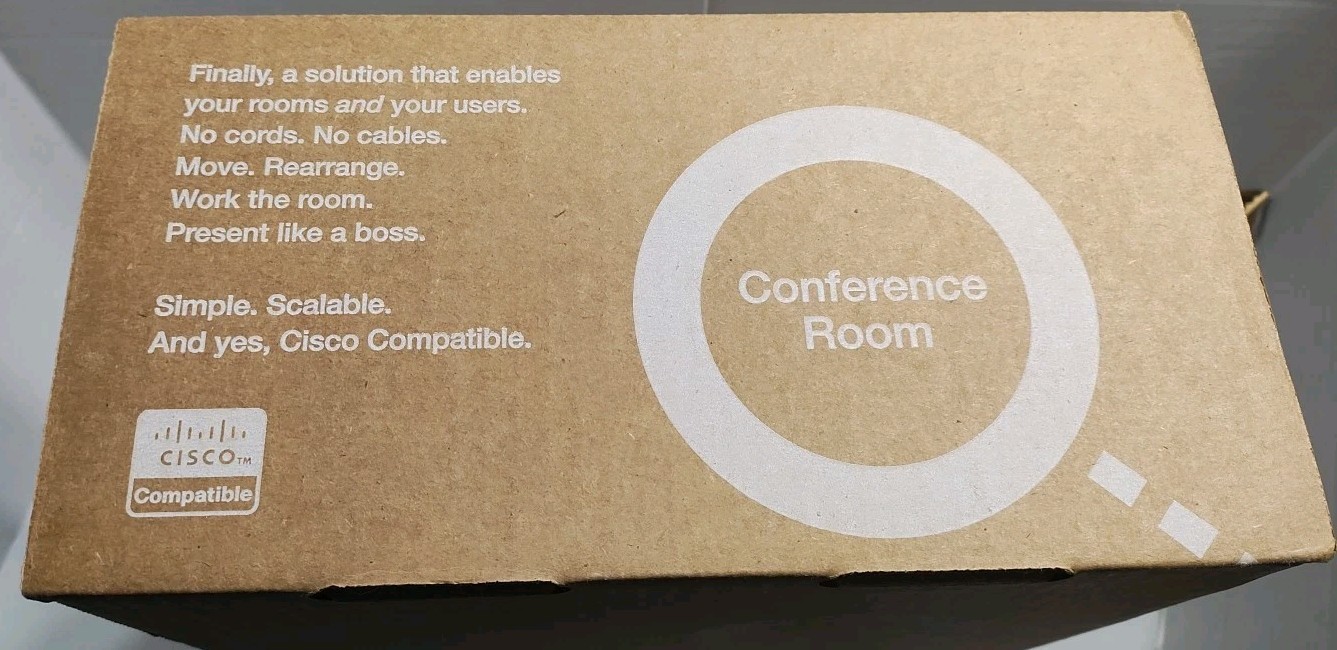 Finally, a solution that enables
your rooms and your users.
No cords. No cables.
Move. Rearrange.
Work the room.
Present like a boss.
Simple. Scalable.
And yes, Cisco Compatible.
CISCO™
Compatible
Conference
Room